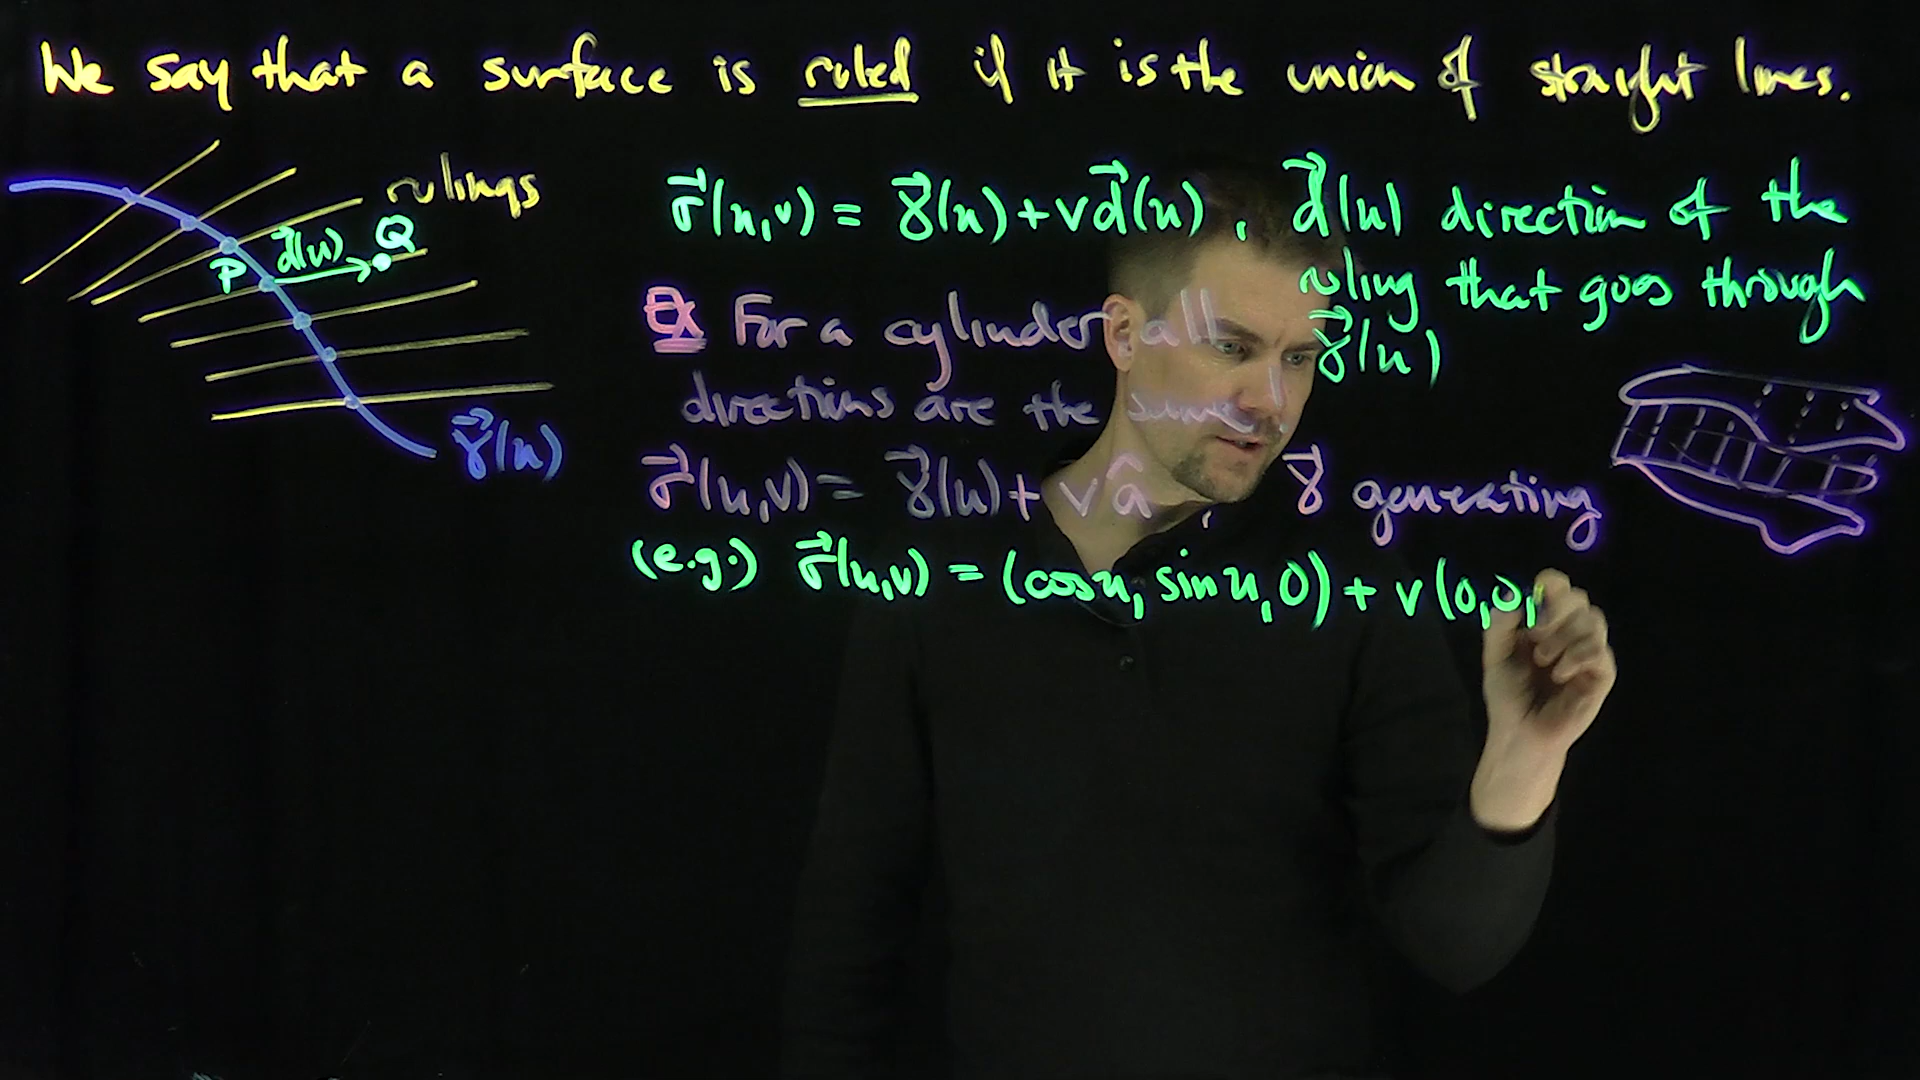 We say that a surface is ruled if it is the union of straight lines.
rulings
P d⃗(u) Q
γ⃗(u)
σ⃗(u,v) = γ⃗(u) + v d⃗(u) , d⃗(u) direction of the
ruling that goes through
γ⃗(u)
Ex For a cylinder all
directions are the same
σ⃗(u,v) = γ⃗(u) + v â , γ⃗ generating
(e.g.) σ⃗(u,v) = (cos u, sin u, 0) + v (0,0,